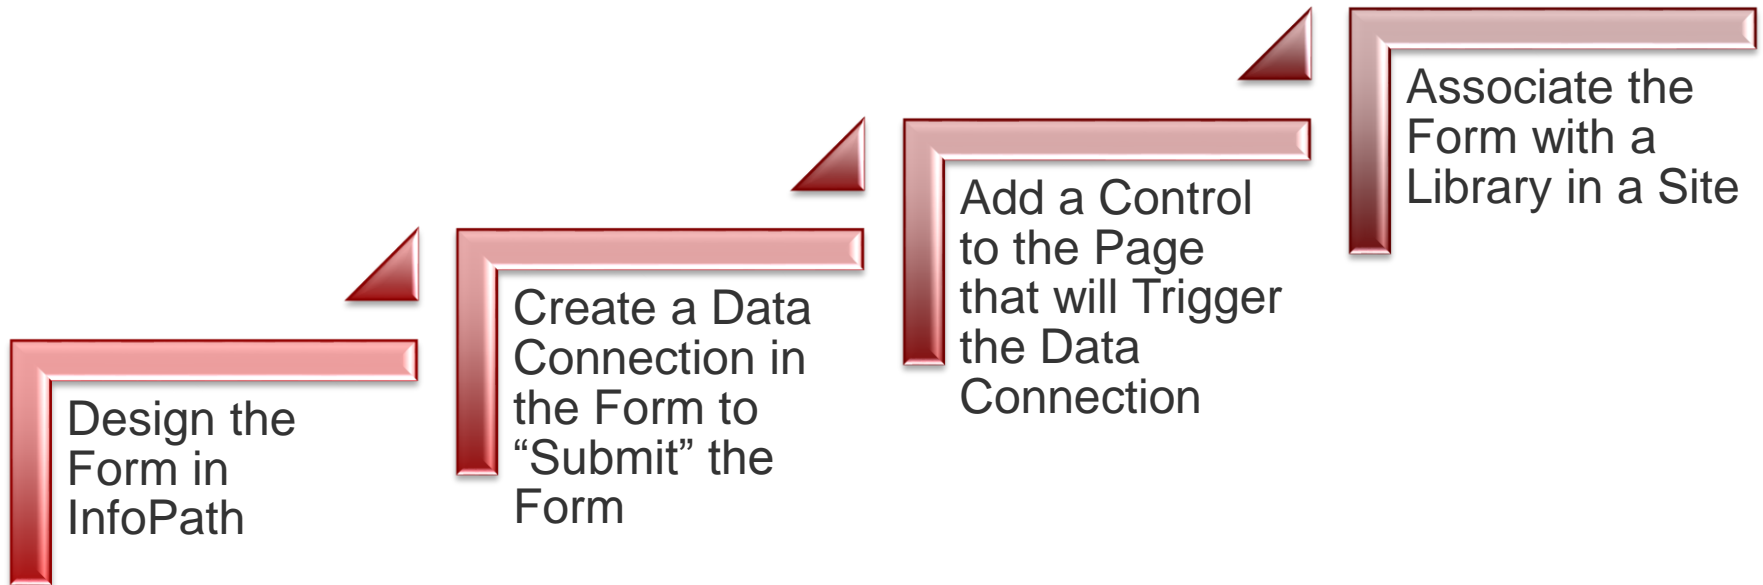 Design the
Form in
InfoPath
Create a Data
Connection in
the Form to
“Submit” the
Form
Add a Control
to the Page
that will Trigger
the Data
Connection
Associate the
Form with a
Library in a Site